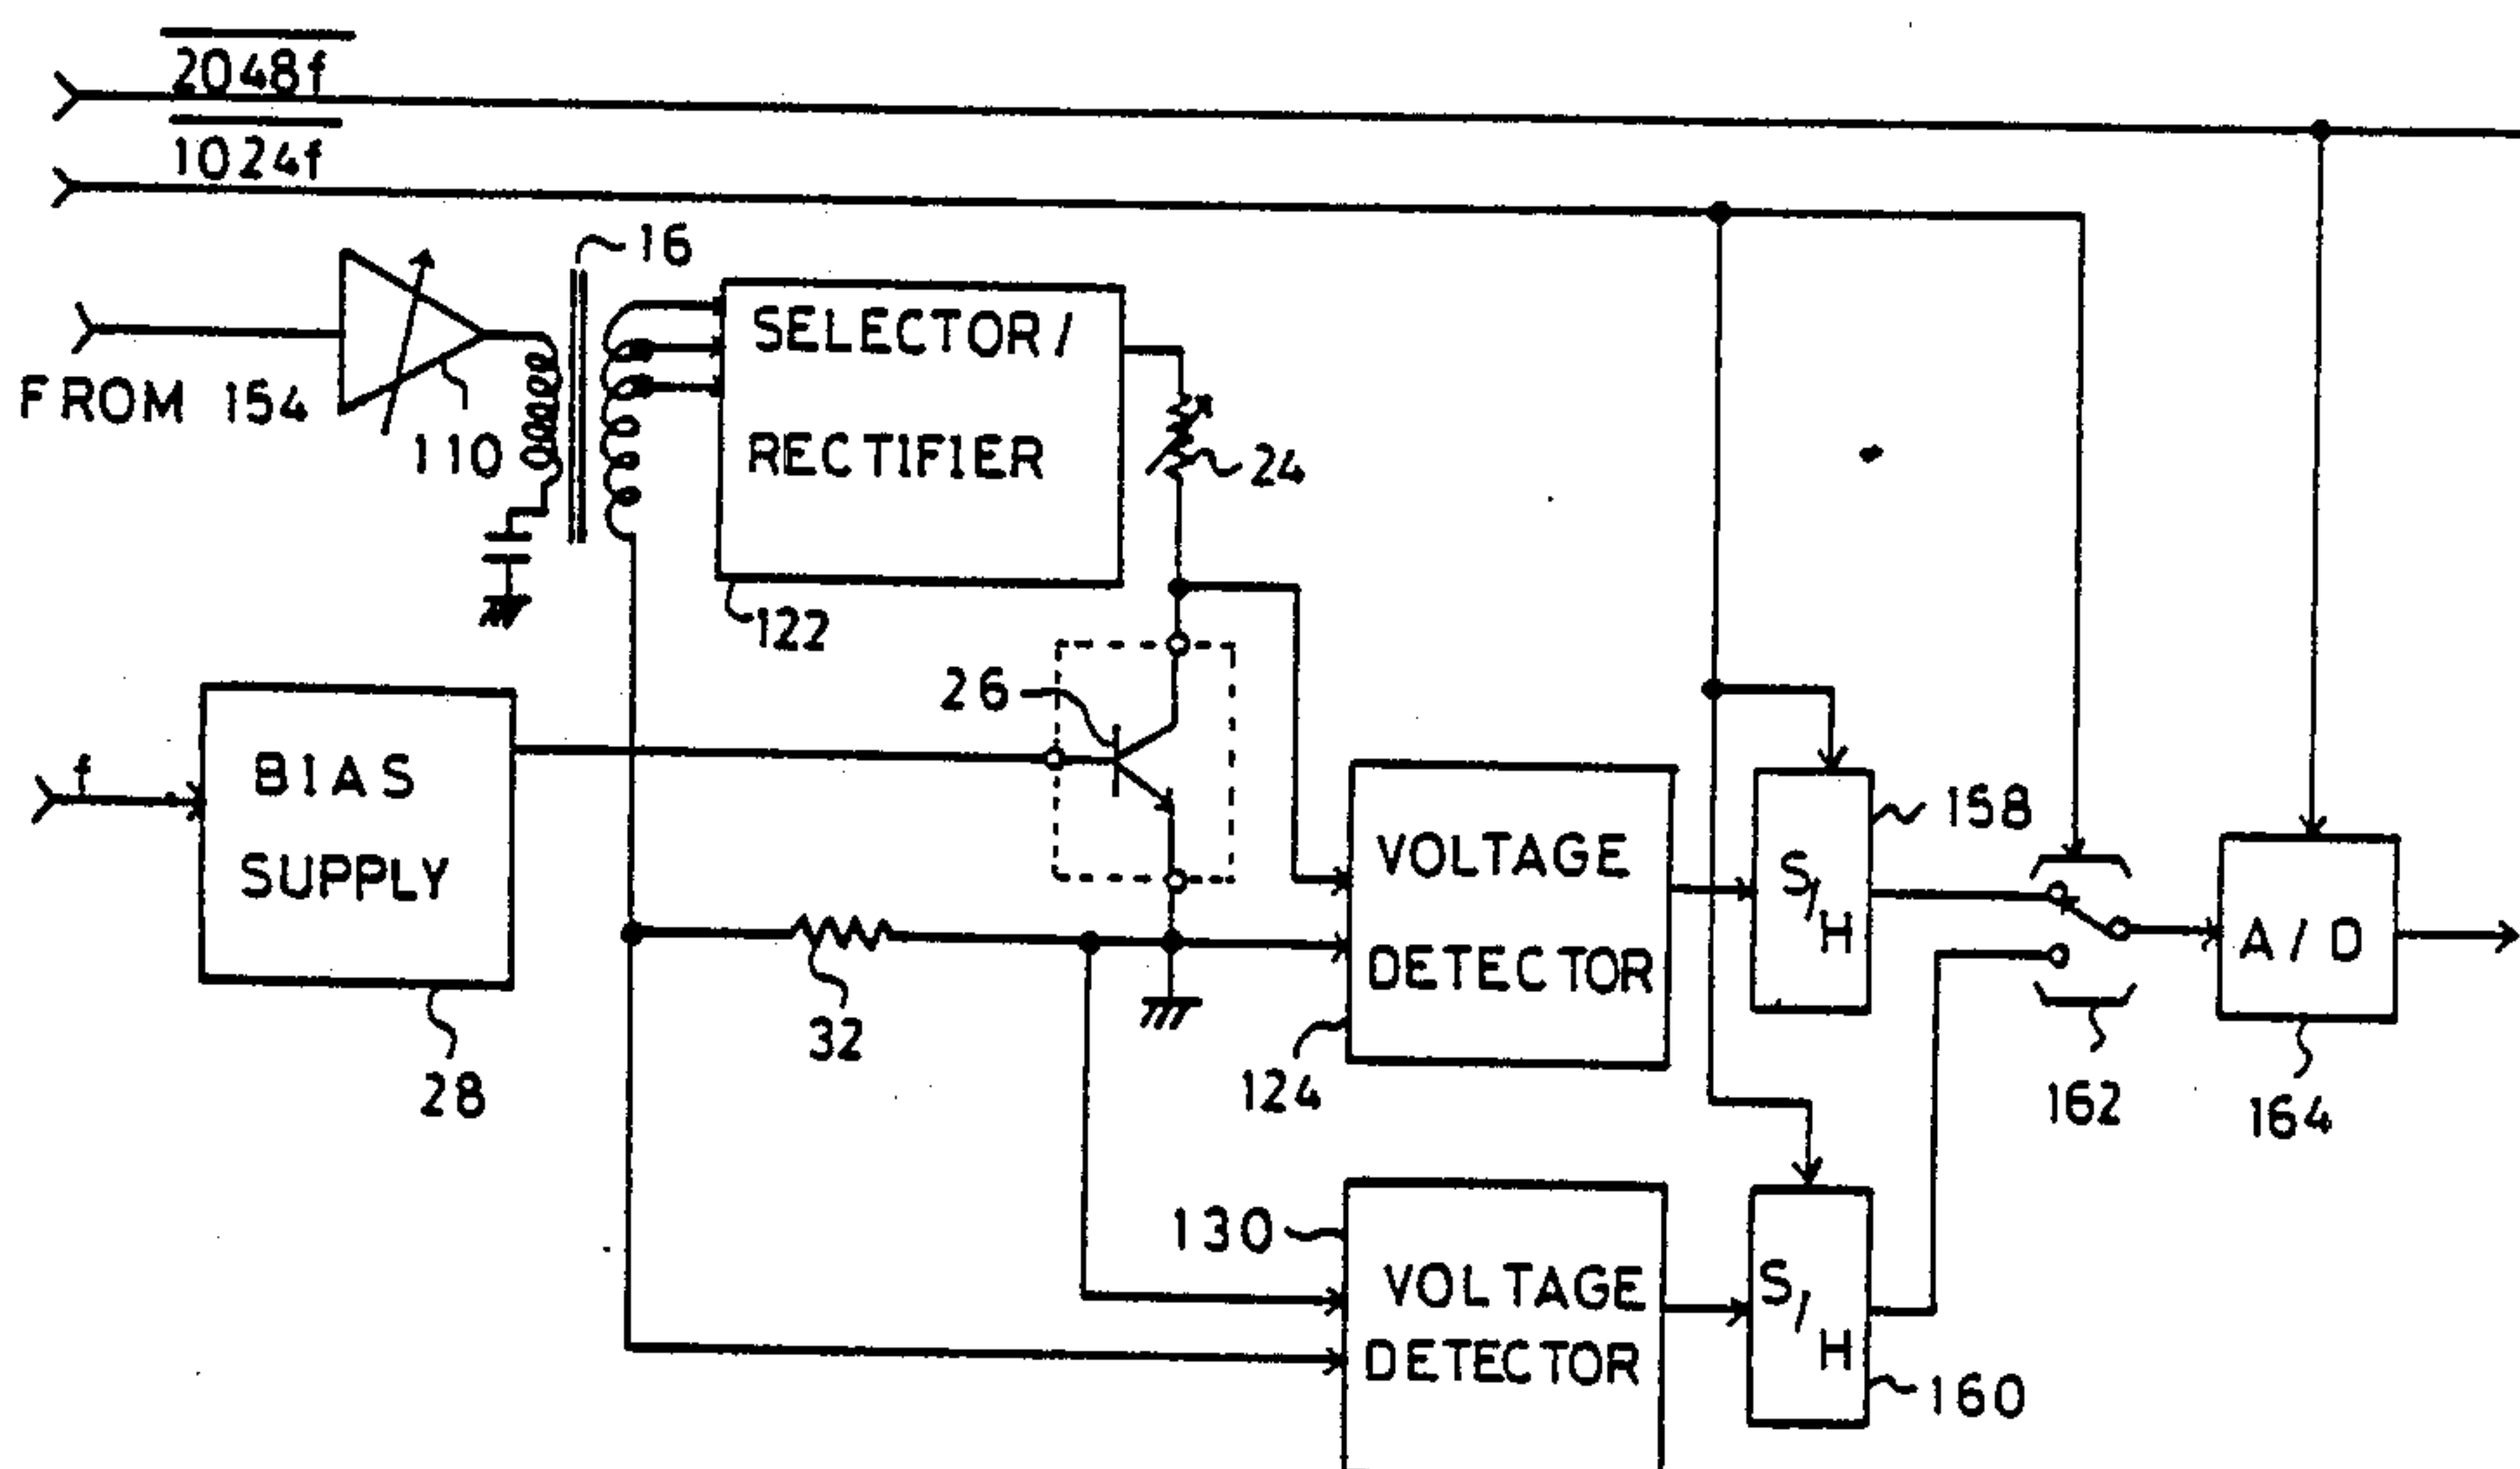 2048f
1024f
16
SELECTOR/
RECTIFIER
FROM 154
110
24
122
26
f
BIAS
SUPPLY
28
32
VOLTAGE
DETECTOR
124
S/H
158
162
A/D
164
130
VOLTAGE
DETECTOR
S/H
160